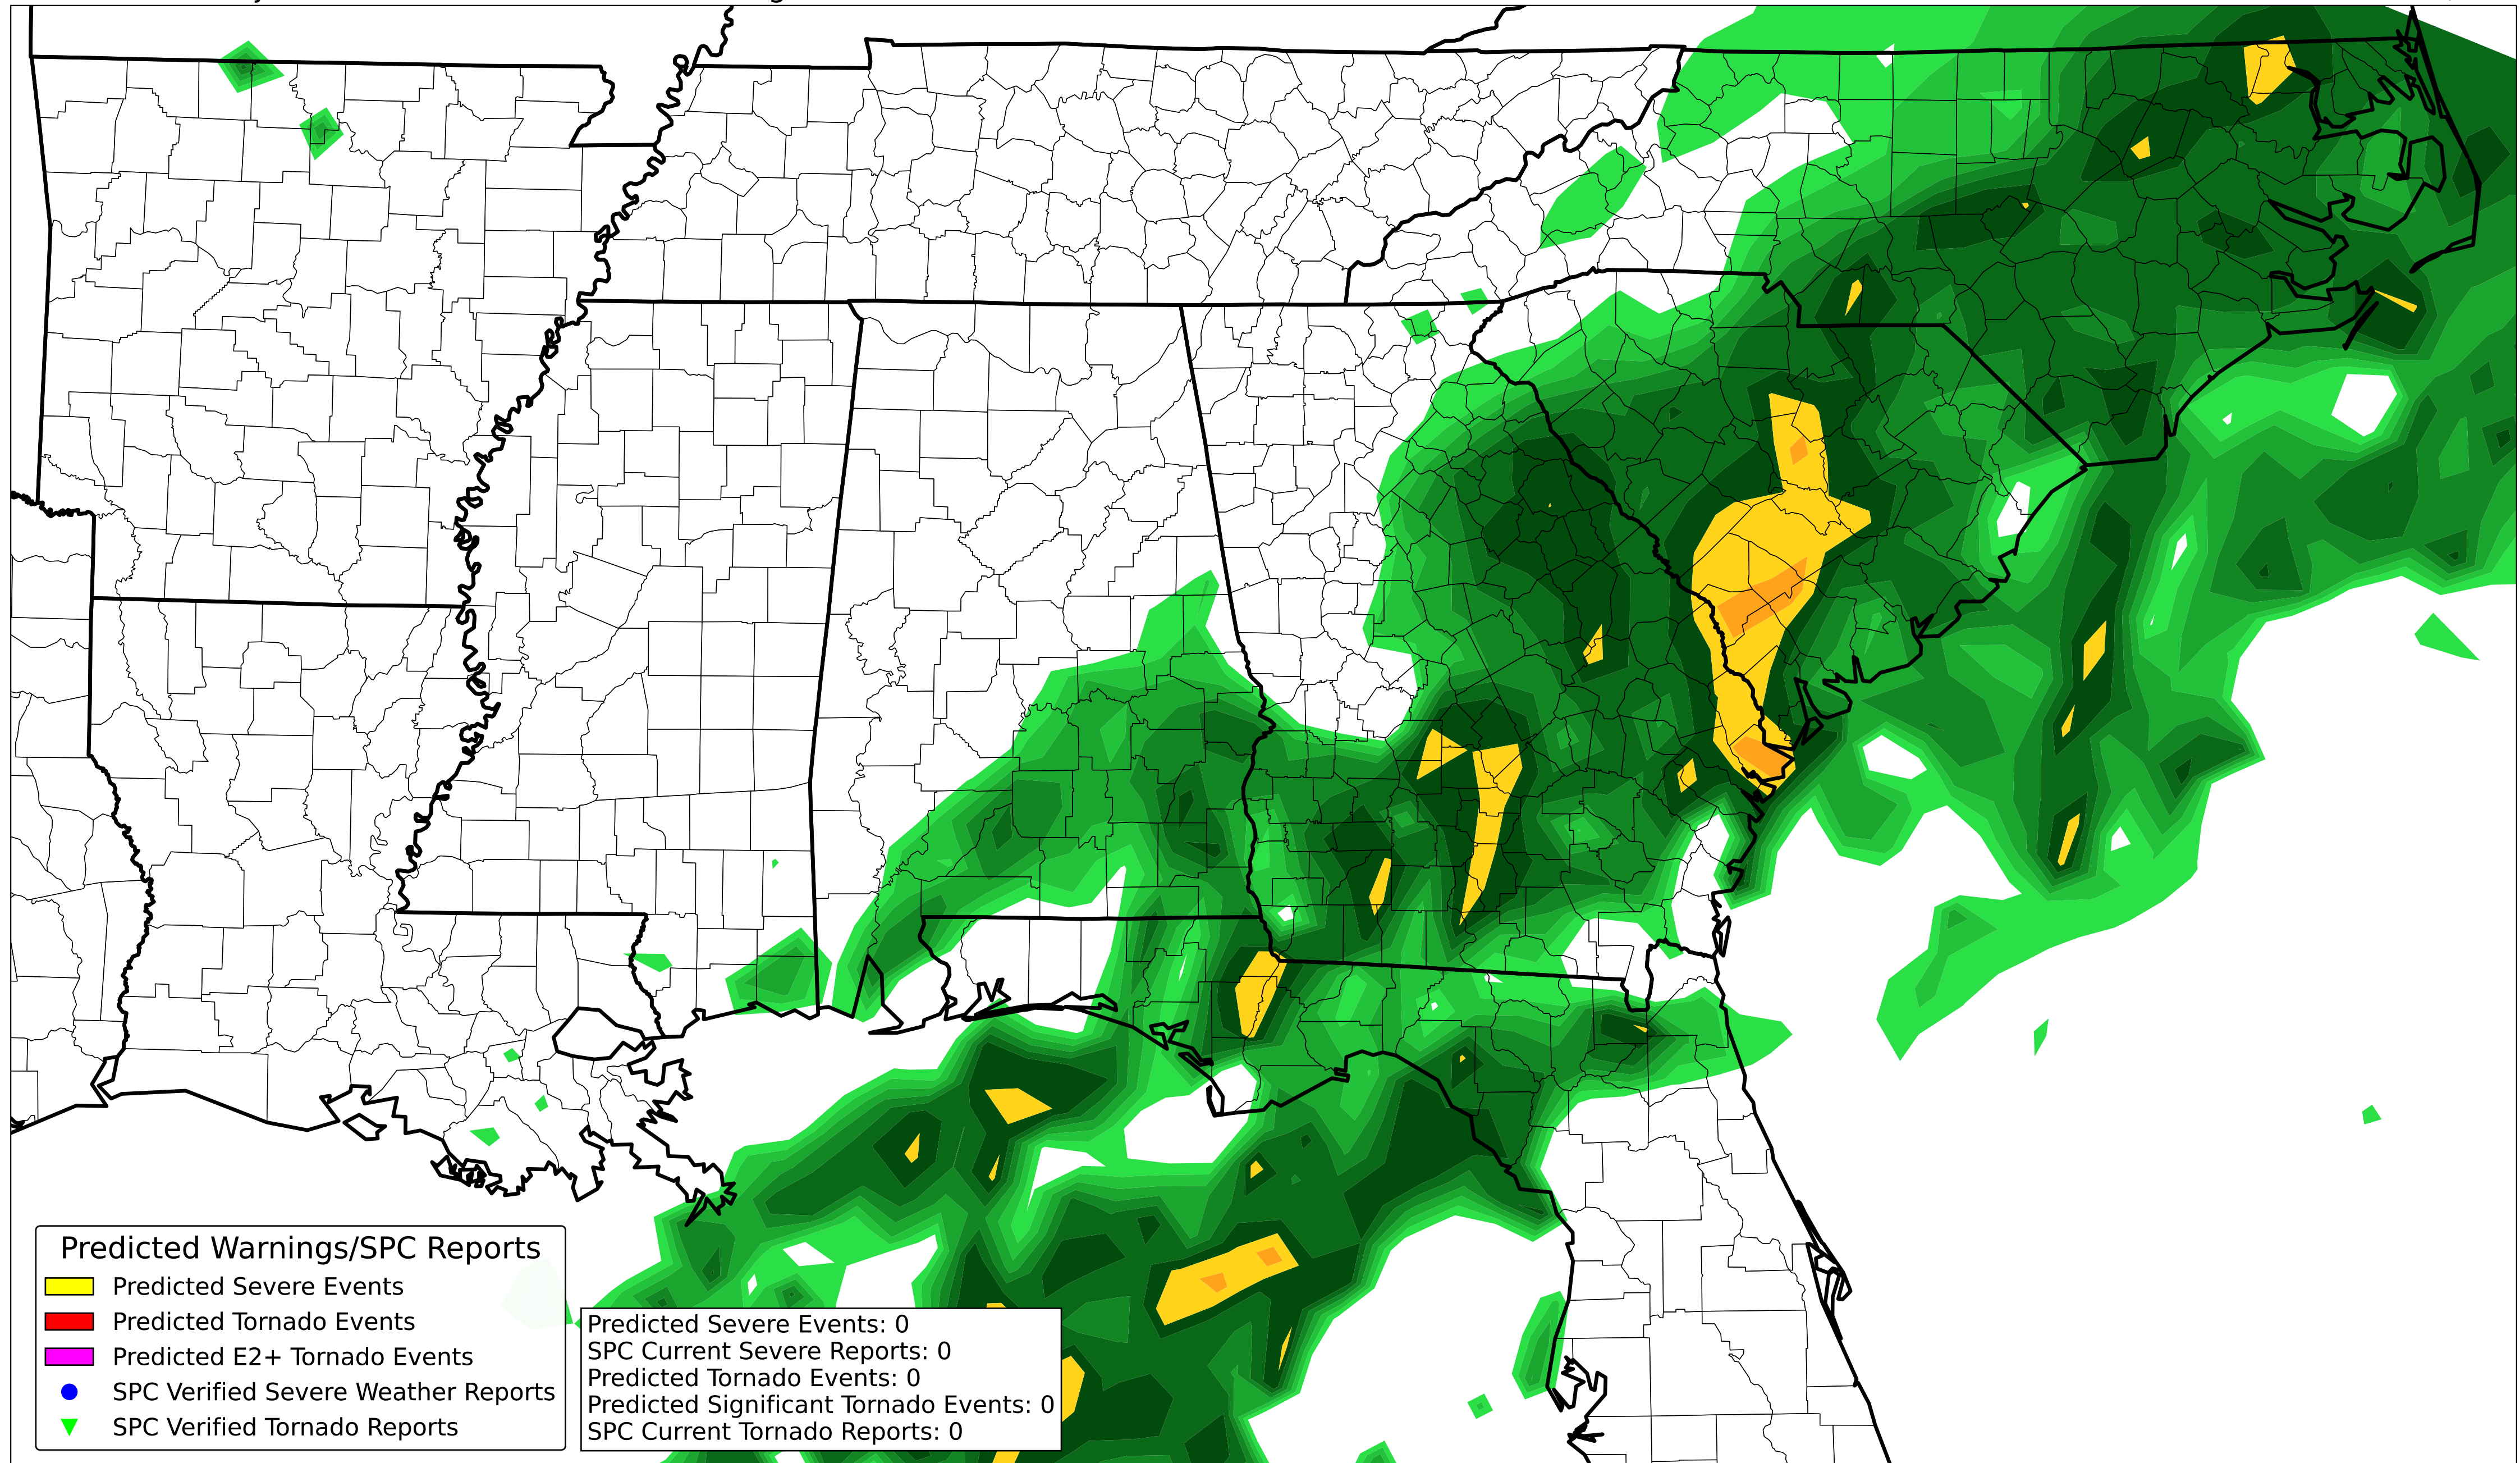 Predicted Warnings/SPC Reports
Predicted Severe Events
Predicted Tornado Events
Predicted E2+ Tornado Events
SPC Verified Severe Weather Reports
SPC Verified Tornado Reports
Predicted Severe Events: 0
SPC Current Severe Reports: 0
Predicted Tornado Events: 0
Predicted Significant Tornado Events: 0
SPC Current Tornado Reports: 0